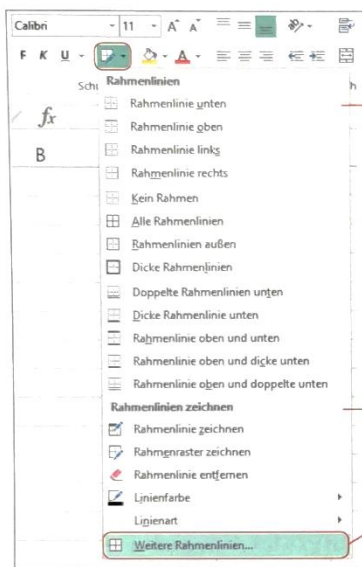 Calibri 11 A A
F K U A
Schr
Rahmenlinien
fx
B
Rahmenlinie unten
Rahmenlinie oben
Rahmenlinie links
Rahmenlinie rechts
Kein Rahmen
Alle Rahmenlinien
Rahmenlinien außen
Dicke Rahmenlinien
Doppelte Rahmenlinien unten
Dicke Rahmenlinie unten
Rahmenlinie oben und unten
Rahmenlinie oben und dicke unten
Rahmenlinie oben und doppelte unten
Rahmenlinien zeichnen
Rahmenlinie zeichnen
Rahmenraster zeichnen
Rahmenlinie entfernen
Linienfarbe
Linienart
Weitere Rahmenlinien...